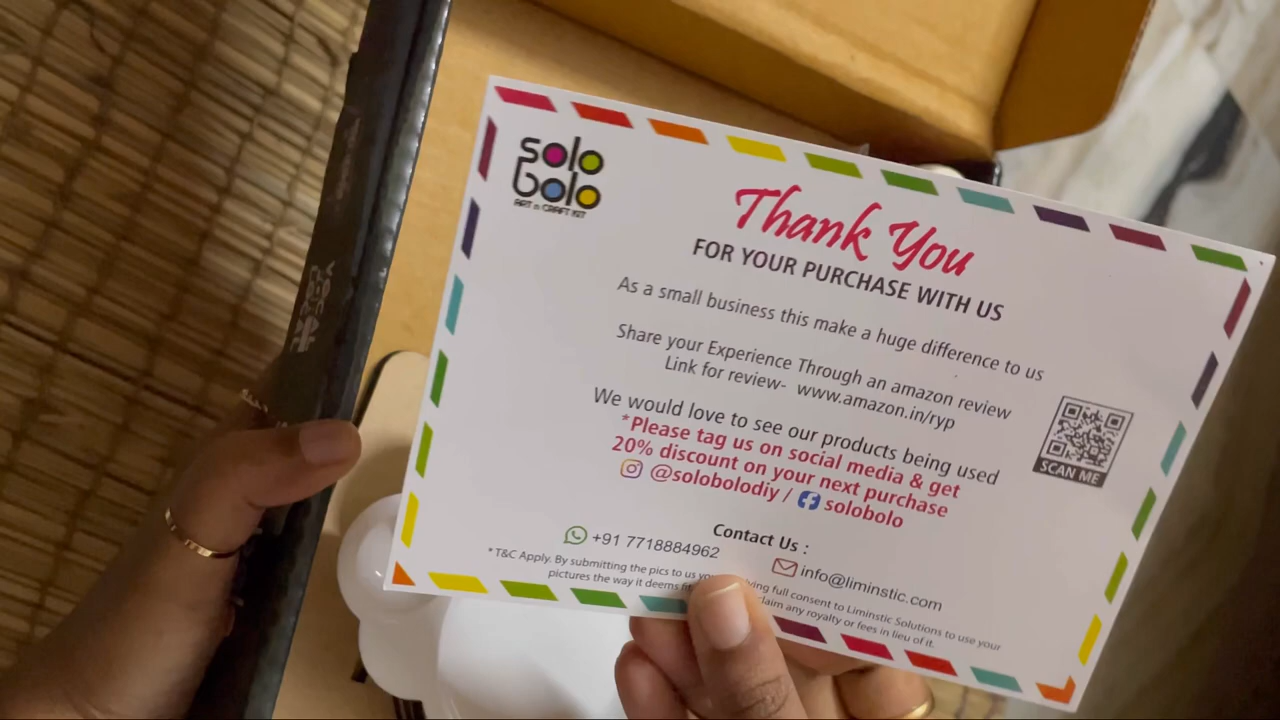 solo
bolo
ART n CRAFT KIT
Thank You
FOR YOUR PURCHASE WITH US
As a small business this make a huge difference to us
Share your Experience Through an amazon review
Link for review- www.amazon.in/ryp
We would love to see our products being used
*Please tag us on social media & get
20% discount on your next purchase
@solobolodiy / solobolo
SCAN ME
Contact Us :
+91 7718884962
info@liminstic.com
*T&C Apply. By submitting the pics to us full consent to Liminstic Solutions to use your
pictures the way it deems claim any royalty or fees in lieu of it.
VOCAL